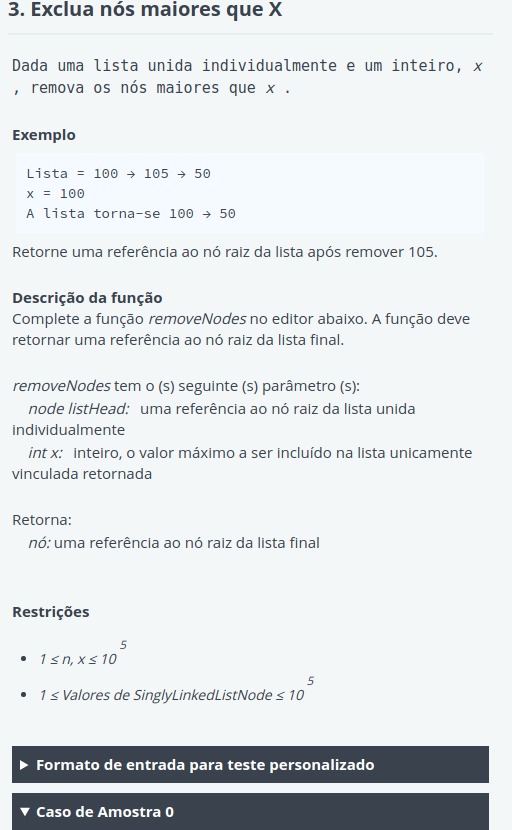 3. Exclua nós maiores que X
Dada uma lista unida individualmente e um inteiro, x
, remova os nós maiores que x .
Exemplo
Lista = 100 → 105 → 50
x = 100
A lista torna-se 100 → 50
Retorne uma referência ao nó raiz da lista após remover 105.
Descrição da função
Complete a função removeNodes no editor abaixo. A função deve
retornar uma referência ao nó raiz da lista final.
removeNodes tem o (s) seguinte (s) parâmetro (s):
node listHead: uma referência ao nó raiz da lista unida
individualmente
int x: inteiro, o valor máximo a ser incluído na lista unicamente
vinculada retornada
Retorna:
nó: uma referência ao nó raiz da lista final
Restrições
• 1 ≤ n, x ≤ 10 5
• 1 ≤ Valores de SinglyLinkedListNode ≤ 10 5
▶ Formato de entrada para teste personalizado
▼ Caso de Amostra 0